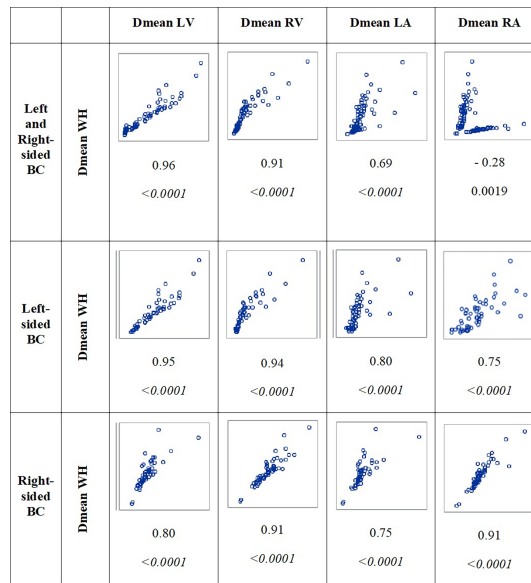 Dmean LV Dmean RV Dmean LA Dmean RA
Left and Right-sided BC
Dmean WH
0.96 0.91 0.69 - 0.28
<0.0001 <0.0001 <0.0001 0.0019
Left-sided BC
Dmean WH
0.95 0.94 0.80 0.75
<0.0001 <0.0001 <0.0001 <0.0001
Right-sided BC
Dmean WH
0.80 0.91 0.75 0.91
<0.0001 <0.0001 <0.0001 <0.0001